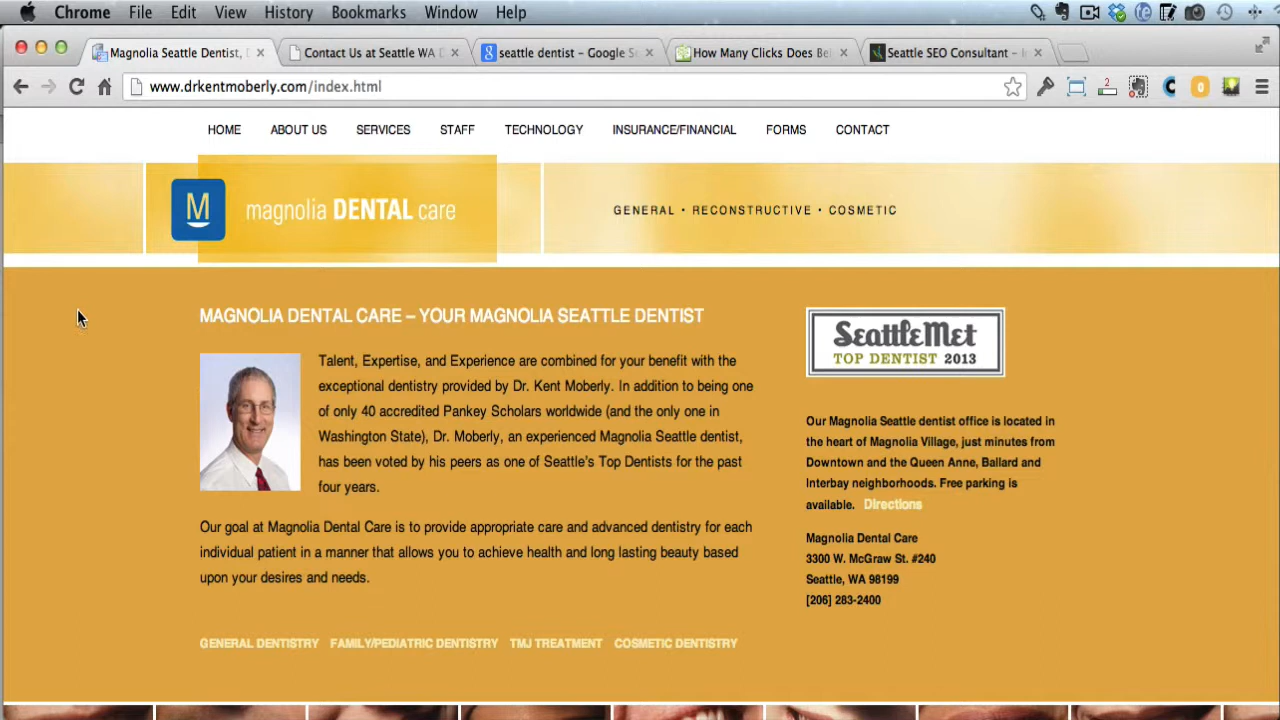 Chrome File Edit View History Bookmarks Window Help
Magnolia Seattle Dentist,
Contact Us at Seattle WA D
seattle dentist – Google Se
How Many Clicks Does Be
Seattle SEO Consultant –
www.drkentmoberly.com/index.html
2
HOME ABOUT US SERVICES STAFF TECHNOLOGY INSURANCE/FINANCIAL FORMS CONTACT
M magnolia DENTAL care
GENERAL • RECONSTRUCTIVE • COSMETIC
MAGNOLIA DENTAL CARE – YOUR MAGNOLIA SEATTLE DENTIST
Talent, Expertise, and Experience are combined for your benefit with the
exceptional dentistry provided by Dr. Kent Moberly. In addition to being one
of only 40 accredited Pankey Scholars worldwide (and the only one in
Washington State), Dr. Moberly, an experienced Magnolia Seattle dentist,
has been voted by his peers as one of Seattle's Top Dentists for the past
four years.
Our goal at Magnolia Dental Care is to provide appropriate care and advanced dentistry for each
individual patient in a manner that allows you to achieve health and long lasting beauty based
upon your desires and needs.
GENERAL DENTISTRY FAMILY/PEDIATRIC DENTISTRY TMJ TREATMENT COSMETIC DENTISTRY
SeattleMet
TOP DENTIST 2013
Our Magnolia Seattle dentist office is located in
the heart of Magnolia Village, just minutes from
Downtown and the Queen Anne, Ballard and
Interbay neighborhoods. Free parking is
available. Directions
Magnolia Dental Care
3300 W. McGraw St. #240
Seattle, WA 98199
[206] 283-2400